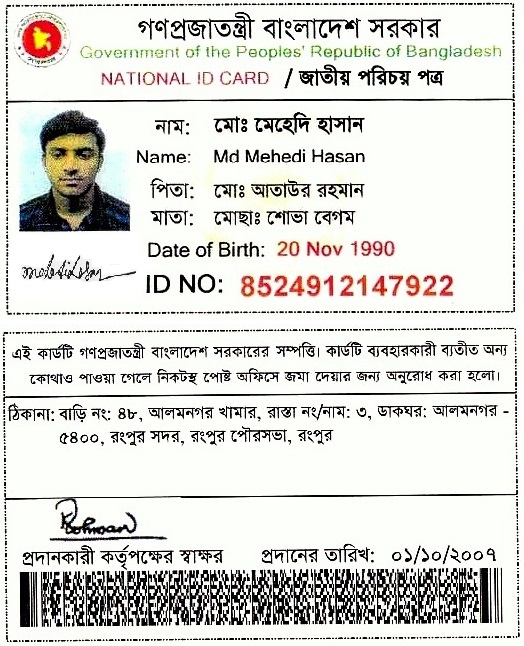 গণপ্রজাতন্ত্রী বাংলাদেশ সরকার
Government of the Peoples' Republic of Bangladesh
NATIONAL ID CARD / জাতীয় পরিচয় পত্র
নাম: মোঃ মেহেদি হাসান
Name: Md Mehedi Hasan
পিতা: মোঃ আতাউর রহমান
মাতা: মোছাঃ শোভা বেগম
Date of Birth: 20 Nov 1990
ID NO: 8524912147922
এই কার্ডটি গণপ্রজাতন্ত্রী বাংলাদেশ সরকারের সম্পত্তি। কার্ডটি ব্যবহারকারী ব্যতীত অন্য
কোথাও পাওয়া গেলে নিকটস্থ পোষ্ট অফিসে জমা দেয়ার জন্য অনুরোধ করা হলো।
ঠিকানা: বাড়ি নং: ৪৮, আলমনগর খামার, রাস্তা নং/নাম: ৩, ডাকঘর: আলমনগর -
৫৪০০, রংপুর সদর, রংপুর পৌরসভা, রংপুর
প্রদানকারী কর্তৃপক্ষের স্বাক্ষর প্রদানের তারিখ: ০১/১০/২০০৭